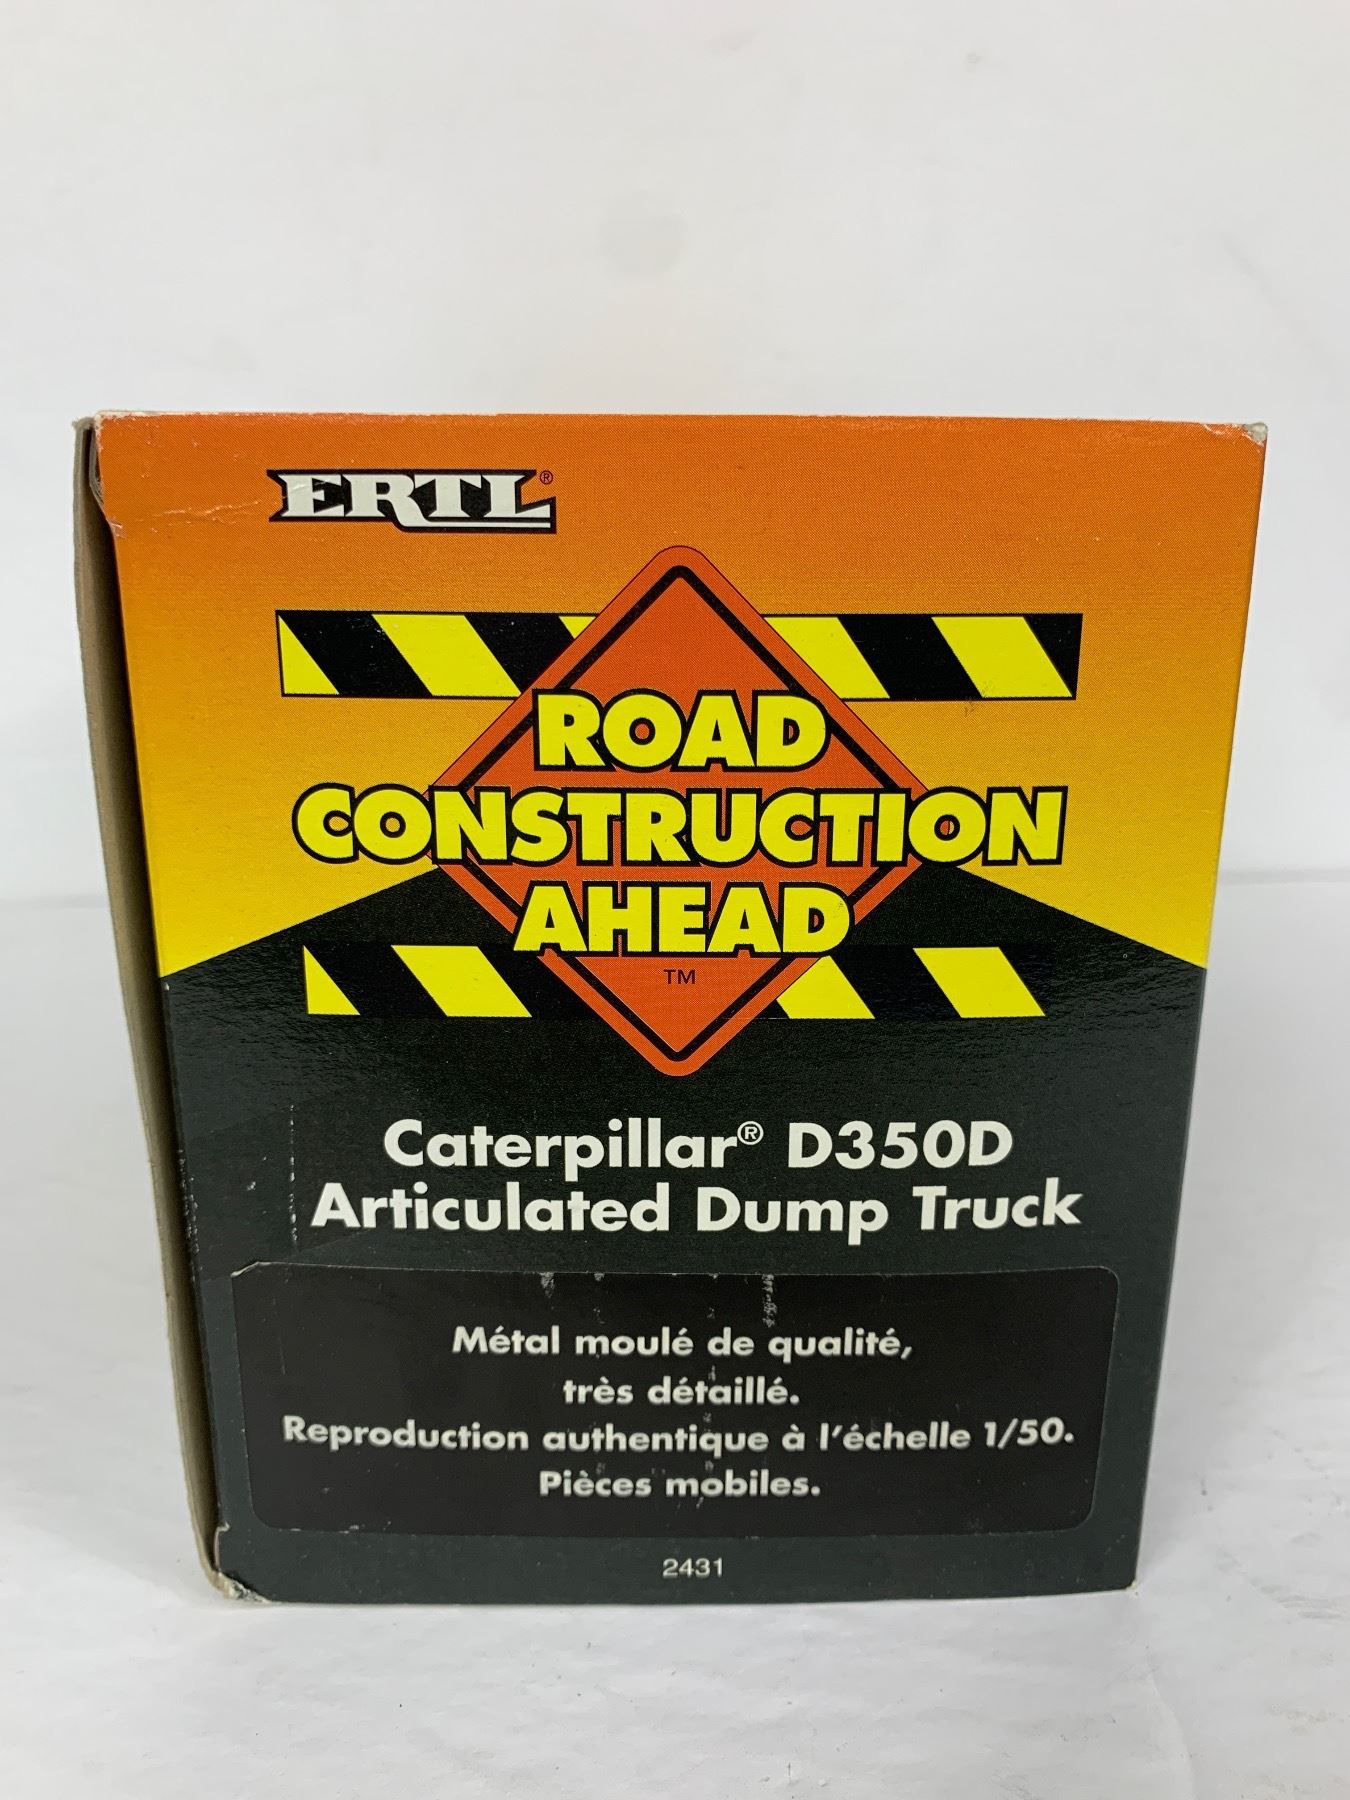 ERTL®
ROAD
CONSTRUCTION
AHEAD
TM
Caterpillar® D350D
Articulated Dump Truck
Métal moulé de qualité,
très détaillé.
Reproduction authentique à l'échelle 1/50.
Pièces mobiles.
2431